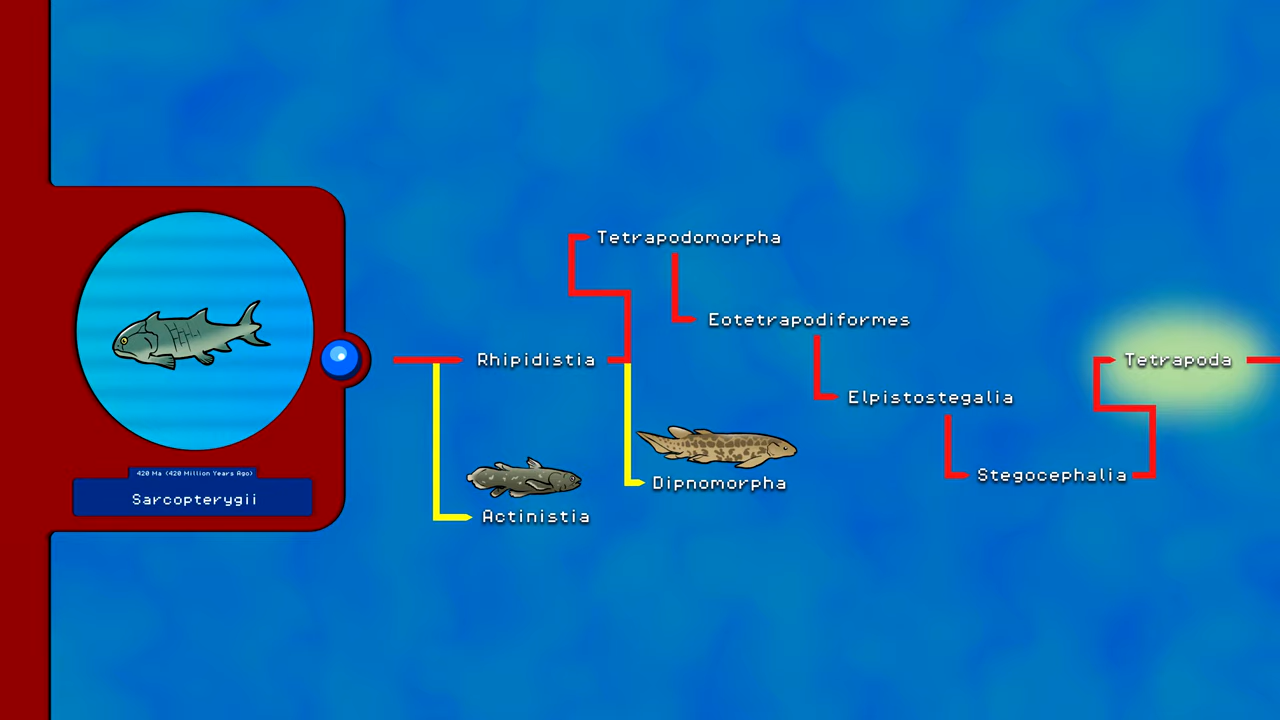 Tetrapodomorpha
Eotetrapodiformes
Rhipidistia
Tetrapoda
Elpistostegalia
420 Ma (420 Million Years Ago)
Sarcopterygii
Stegocephalia
Dipnomorpha
Actinistia